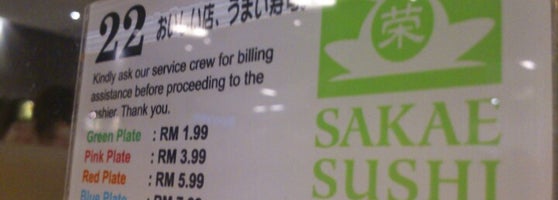 22 おいしい店、うまい寿
Kindly ask our service crew for billing
assistance before proceeding to the
cashier. Thank you.
Green Plate : RM 1.99
Pink Plate : RM 3.99
Red Plate : RM 5.99
Blue Plate
栄
SAKAE
SUSHI